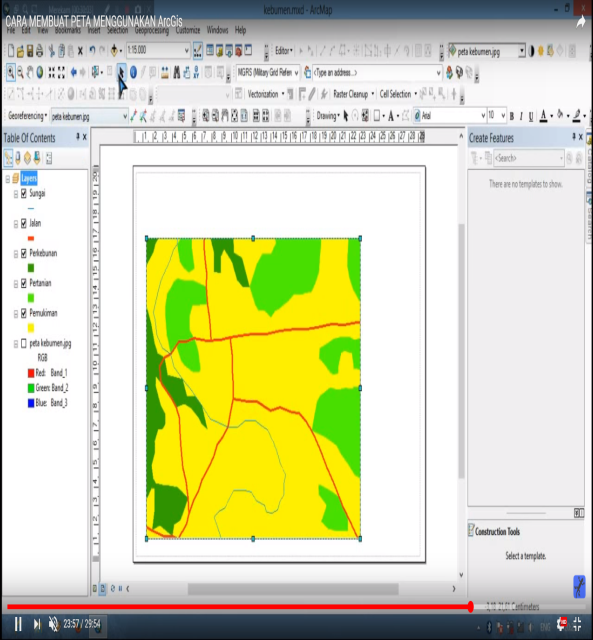 kebumen.mxd - ArcMap
CARA MEMBUAT PETA MENGGUNAKAN ArcGis
File Edit View Bookmarks Insert Selection Geoprocessing Customize Windows Help
1:15.000
Editor
peta kebumen.jpg
MGRS (Military Grid Referen
<Type an address...>
Vectorization
Raster Cleanup
Cell Selection
Georeferencing
peta kebumen.jpg
Drawing
Arial
10
B I U A
Table Of Contents
Create Features
<Search>
There are no templates to show.
Layers
Sungai
Jalan
Perkebunan
Pertanian
Pemukiman
peta kebumen.jpg
RGB
Red: Band_1
Green: Band_2
Blue: Band_3
Construction Tools
Select a template.
Centimeters
23:57 / 29:54